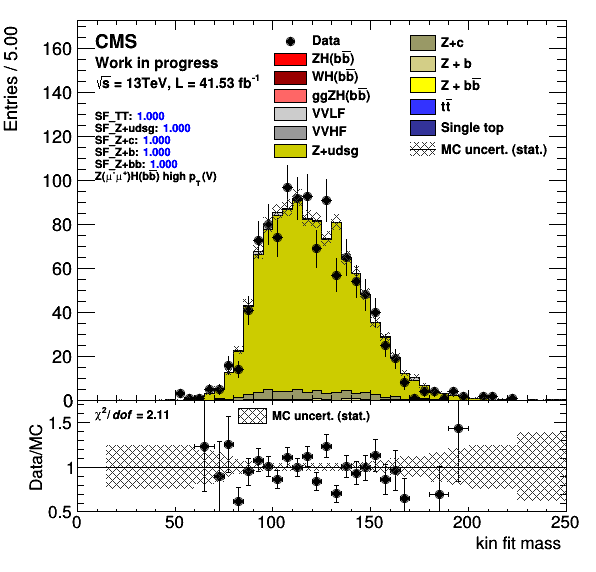 CMS
Work in progress
√s = 13TeV, L = 41.53 fb⁻¹
SF_TT: 1.000
SF_Z+udsg: 1.000
SF_Z+c: 1.000
SF_Z+b: 1.000
SF_Z+bb: 1.000
Z(μ⁻μ⁺)H(bb̅) high p_T(V)
Data
ZH(bb̅)
WH(bb̅)
ggZH(bb̅)
VVLF
VVHF
Z+udsg
Z+c
Z + b
Z + bb̅
tt̅
Single top
MC uncert. (stat.)
Entries / 5.00
160
140
120
100
80
60
40
20
0
χ²/dof = 2.11
MC uncert. (stat.)
Data/MC
1.5
1
0.5
0
50
100
150
200
250
kin fit mass